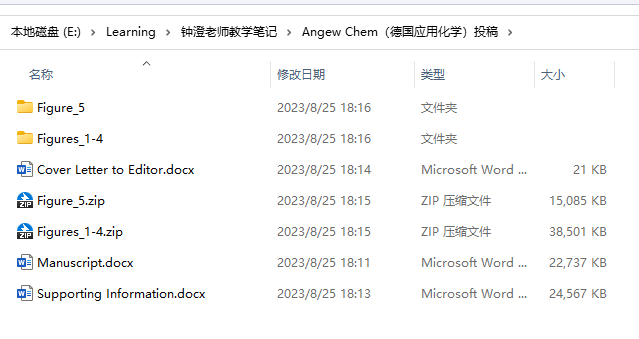 本地磁盘 (E:) > Learning > 钟澄老师教学笔记 > Angew Chem（德国应用化学）投稿 >
名称 修改日期 类型 大小
Figure_5 2023/8/25 18:16 文件夹
Figures_1-4 2023/8/25 18:16 文件夹
Cover Letter to Editor.docx 2023/8/25 18:14 Microsoft Word ... 21 KB
Figure_5.zip 2023/8/25 18:15 ZIP 压缩文件 15,085 KB
Figures_1-4.zip 2023/8/25 18:15 ZIP 压缩文件 38,501 KB
Manuscript.docx 2023/8/25 18:11 Microsoft Word ... 22,737 KB
Supporting Information.docx 2023/8/25 18:13 Microsoft Word ... 24,567 KB